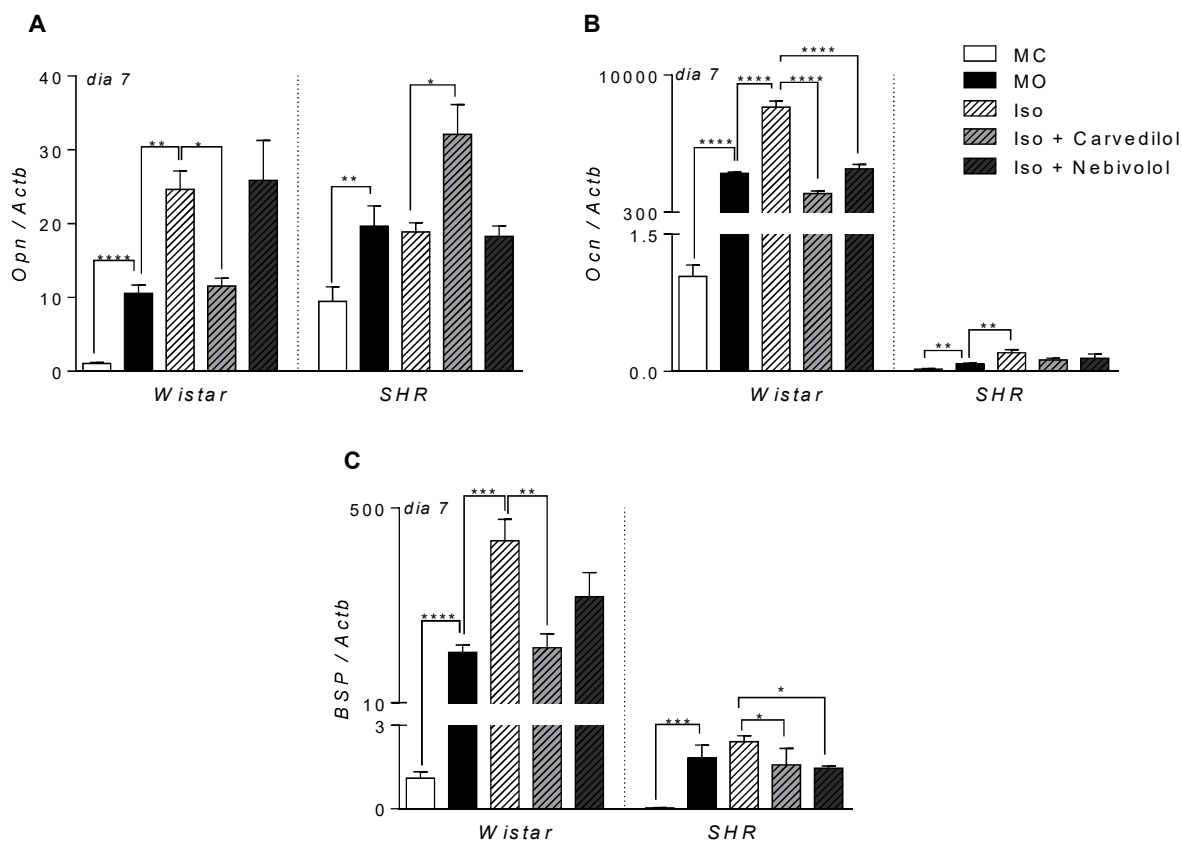 A
dia 7
40
30
20
10
0
Opn / Actb
****
**
*
**
*
Wistar
SHR
B
dia 7
10000
300
1.5
0.0
Ocn / Actb
****
****
****
****
**
**
Wistar
SHR
MC
MO
Iso
Iso + Carvedilol
Iso + Nebivolol
C
dia 7
500
10
3
0
BSP / Actb
****
***
**
***
*
*
Wistar
SHR